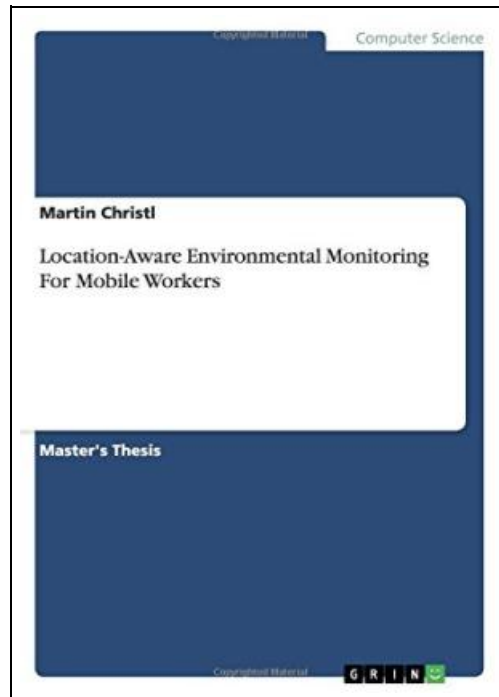 Copyrighted Material
Computer Science
Martin Christl
Location-Aware Environmental Monitoring
For Mobile Workers
Master's Thesis
Copyrighted Material
GRIN